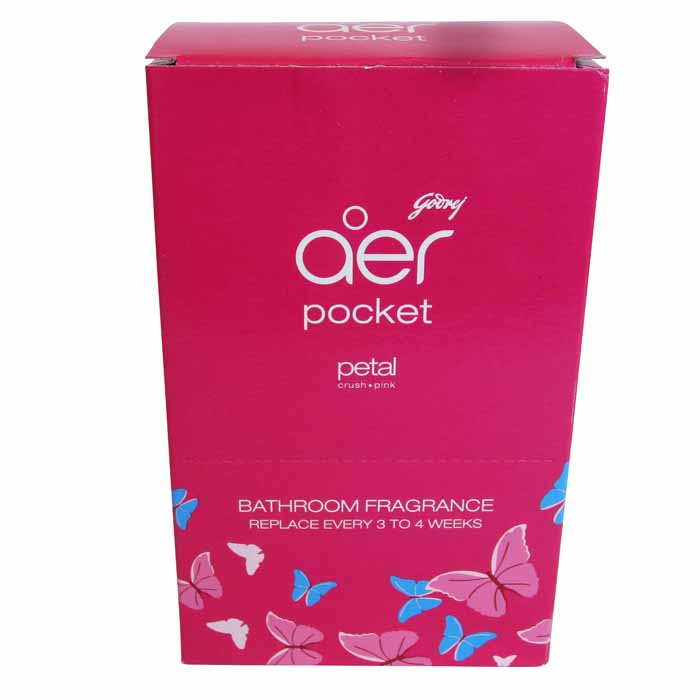 aer
pocket
Godrej
aer
pocket
petal
crush • pink
BATHROOM FRAGRANCE
REPLACE EVERY 3 TO 4 WEEKS